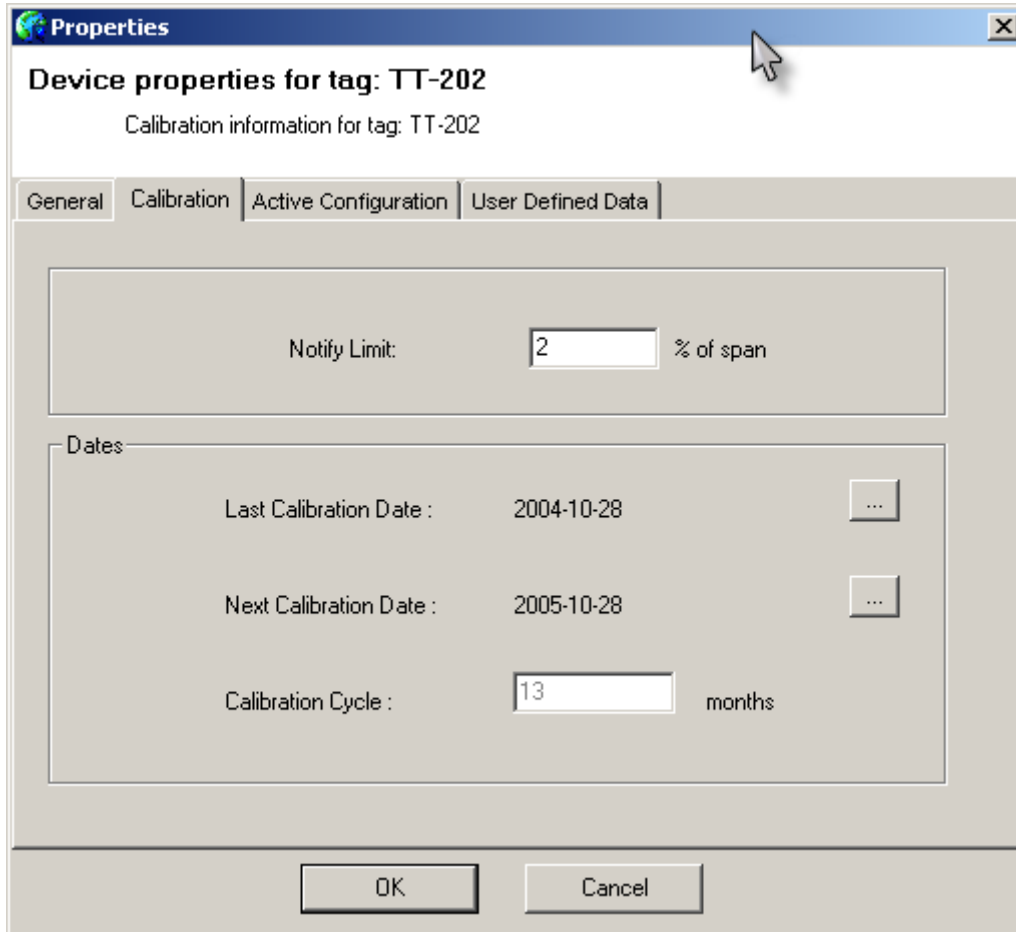 Properties
Device properties for tag: TT-202
Calibration information for tag: TT-202
General Calibration Active Configuration User Defined Data
Notify Limit: 2 % of span
Dates
Last Calibration Date : 2004-10-28 ...
Next Calibration Date : 2005-10-28 ...
Calibration Cycle : 13 months
OK Cancel